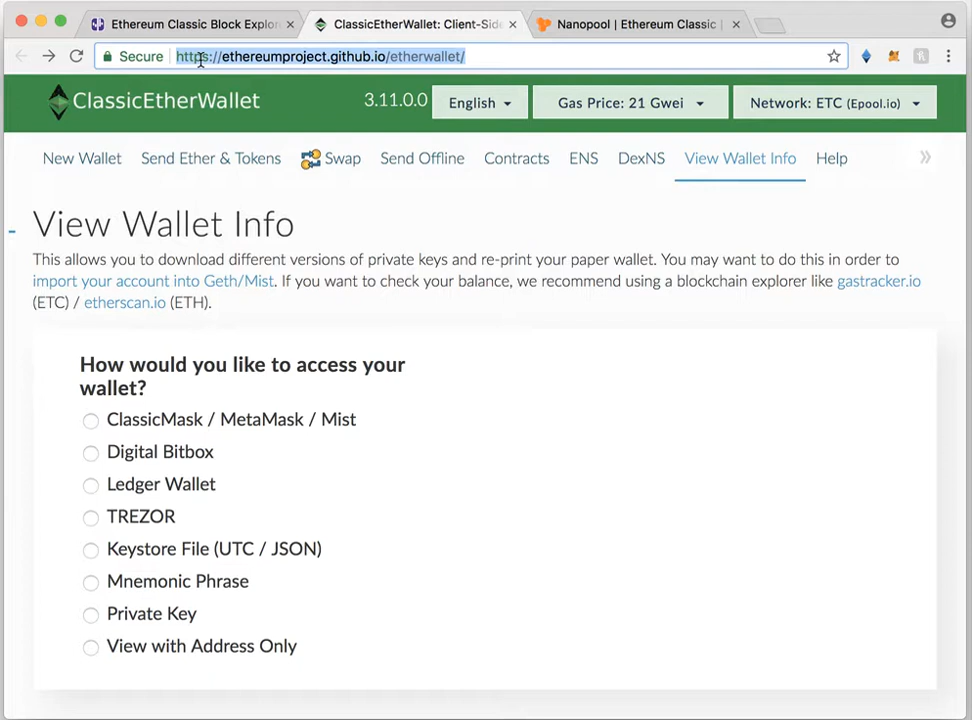 Ethereum Classic Block Explor
ClassicEtherWallet: Client-Side
Nanopool | Ethereum Classic |
Secure https://ethereumproject.github.io/etherwallet/
ClassicEtherWallet 3.11.0.0 English Gas Price: 21 Gwei Network: ETC (Epool.io)
New Wallet Send Ether & Tokens Swap Send Offline Contracts ENS DexNS View Wallet Info Help »
View Wallet Info
This allows you to download different versions of private keys and re-print your paper wallet. You may want to do this in order to
import your account into Geth/Mist. If you want to check your balance, we recommend using a blockchain explorer like gastracker.io
(ETC) / etherscan.io (ETH).
How would you like to access your
wallet?
ClassicMask / MetaMask / Mist
Digital Bitbox
Ledger Wallet
TREZOR
Keystore File (UTC / JSON)
Mnemonic Phrase
Private Key
View with Address Only